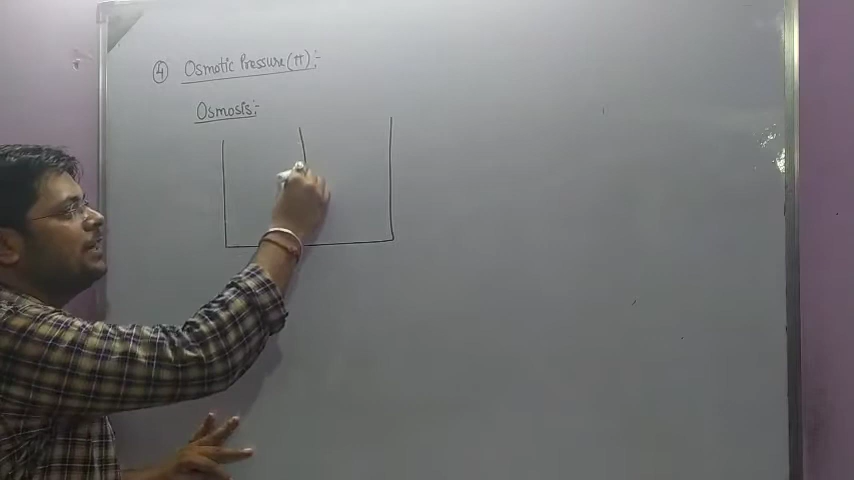 ④ Osmotic Pressure (π) :-
Osmosis :-